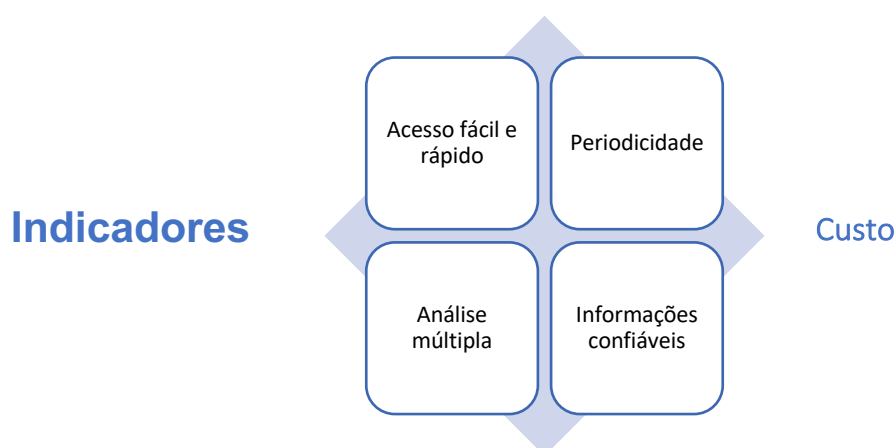 Indicadores
Acesso fácil e
rápido
Periodicidade
Análise
múltipla
Informações
confiáveis
Custo